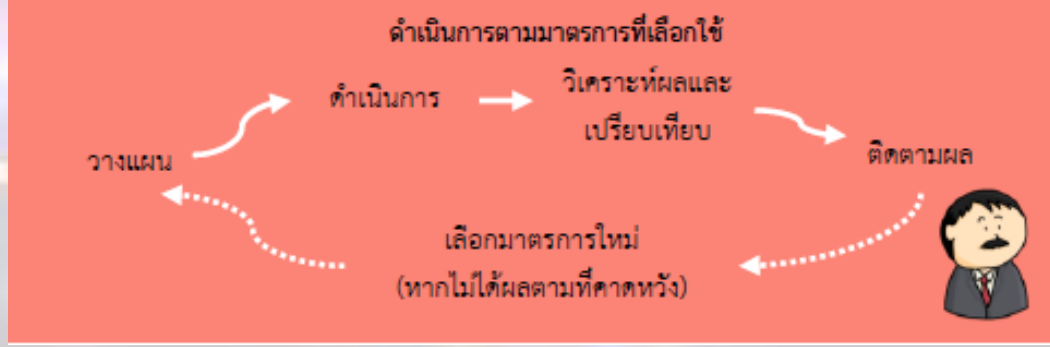 ดำเนินการตามมาตรการที่เลือกใช้
วางแผน
ดำเนินการ
วิเคราะห์ผลและ
เปรียบเทียบ
ติดตามผล
เลือกมาตรการใหม่
(หากไม่ได้ผลตามที่คาดหวัง)